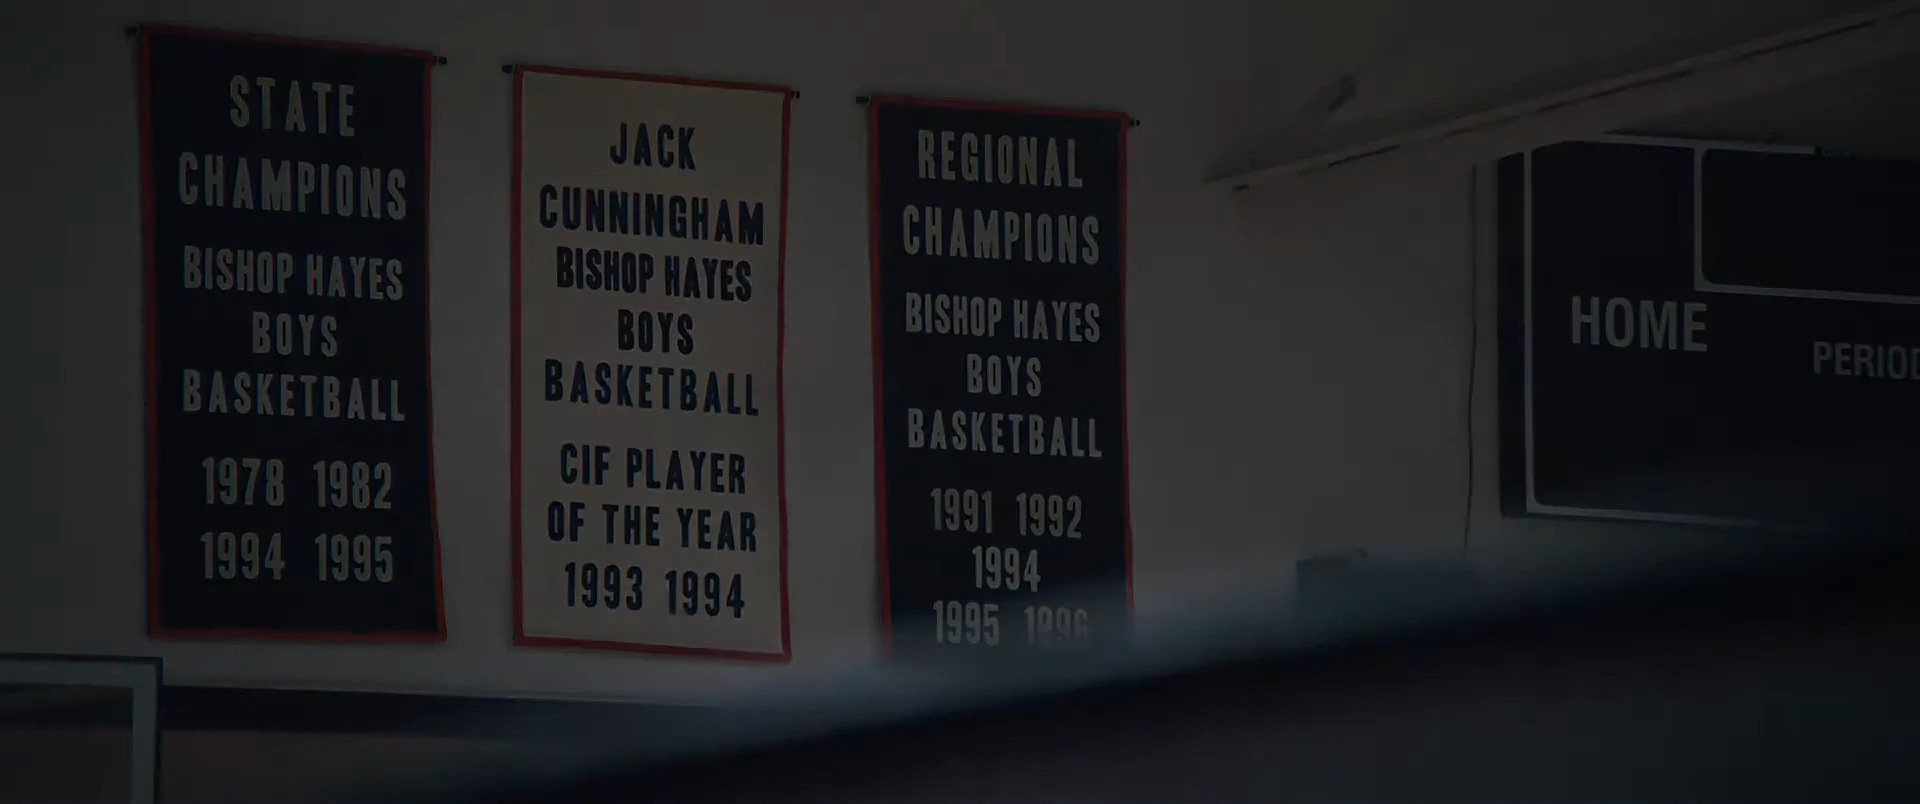 STATE
CHAMPIONS
BISHOP HAYES
BOYS
BASKETBALL
1978 1982
1994 1995
JACK
CUNNINGHAM
BISHOP HAYES
BOYS
BASKETBALL
CIF PLAYER
OF THE YEAR
1993 1994
REGIONAL
CHAMPIONS
BISHOP HAYES
BOYS
BASKETBALL
1991 1992
1994
1995 1996
HOME
PERIOD